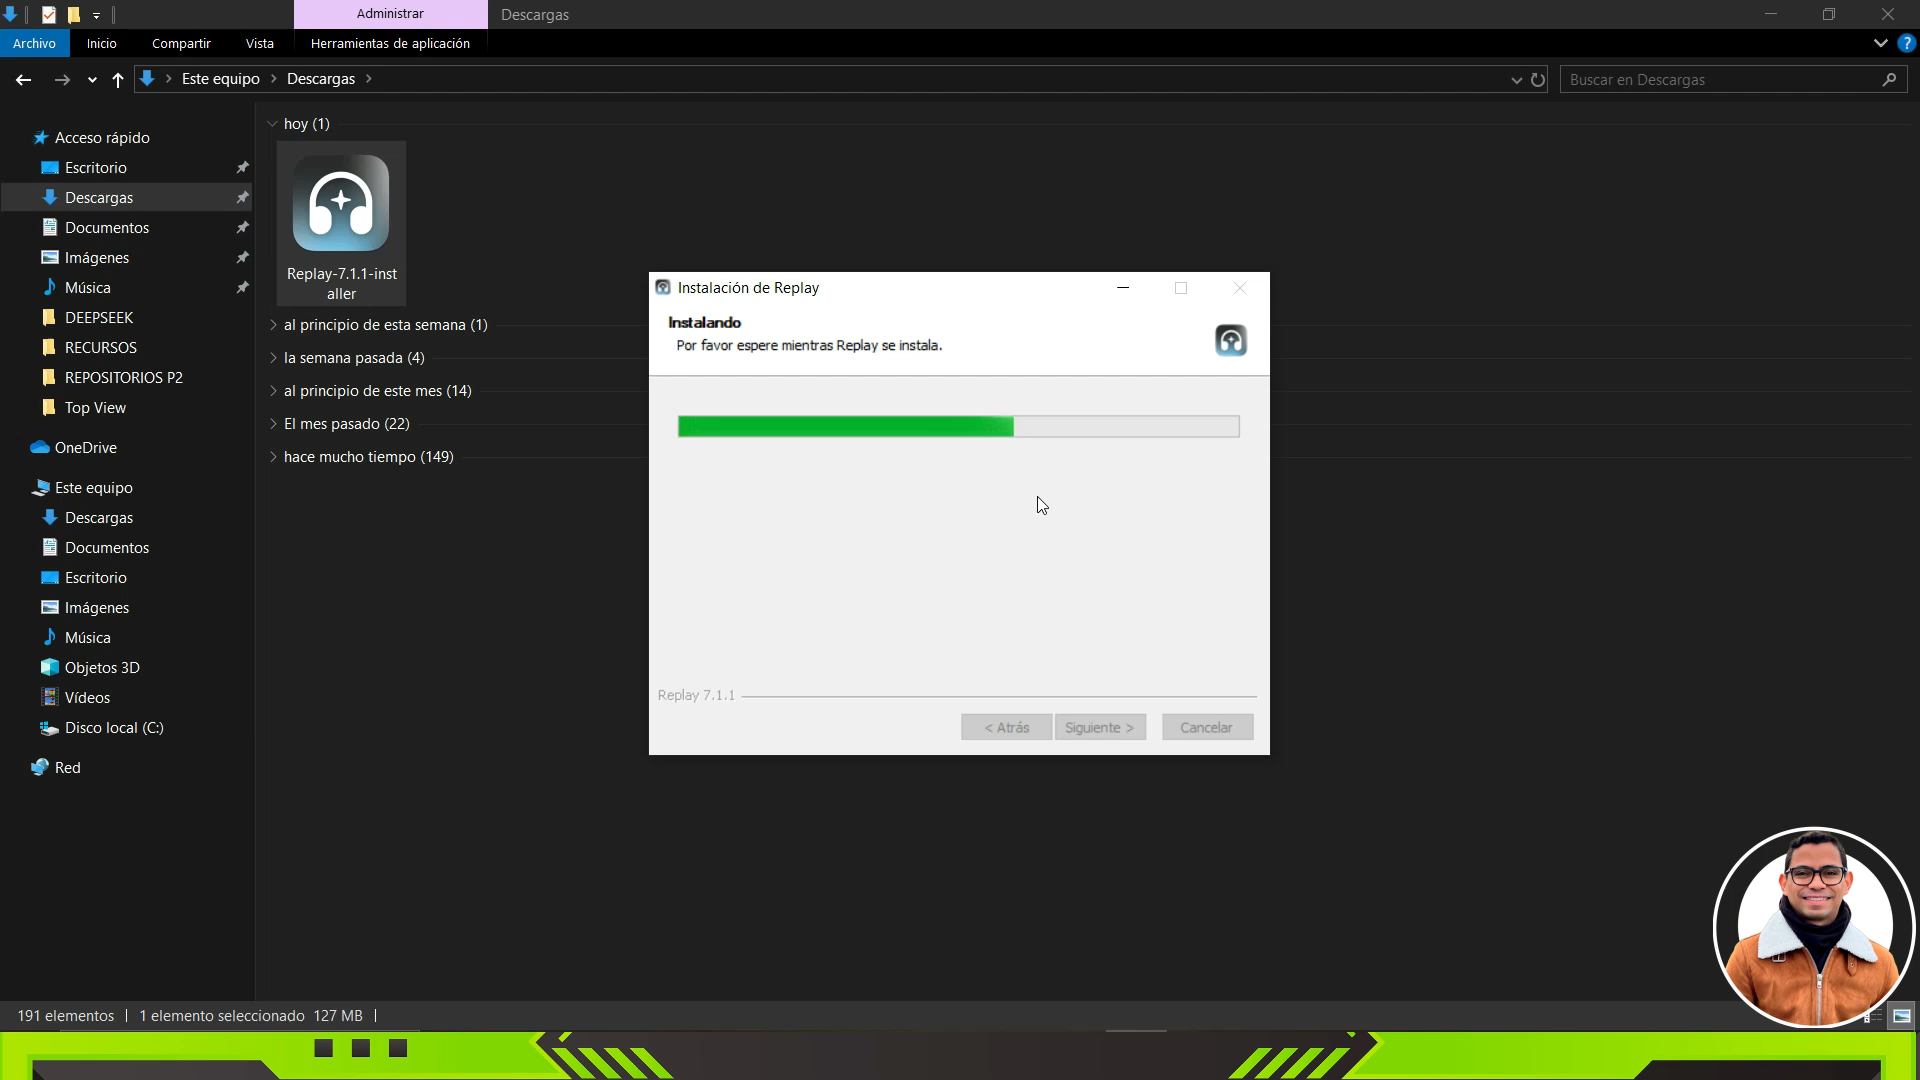 Administrar
Descargas
Archivo
Inicio
Compartir
Vista
Herramientas de aplicación
Este equipo
Descargas
Buscar en Descargas
Acceso rápido
Escritorio
Descargas
Documentos
Imágenes
Música
DEEPSEEK
RECURSOS
REPOSITORIOS P2
Top View
OneDrive
Este equipo
Descargas
Documentos
Escritorio
Imágenes
Música
Objetos 3D
Vídeos
Disco local (C:)
Red
hoy (1)
Replay-7.1.1-inst
aller
al principio de esta semana (1)
la semana pasada (4)
al principio de este mes (14)
El mes pasado (22)
hace mucho tiempo (149)
Instalación de Replay
Instalando
Por favor espere mientras Replay se instala.
Replay 7.1.1
< Atrás
Siguiente >
Cancelar
191 elementos
1 elemento seleccionado 127 MB